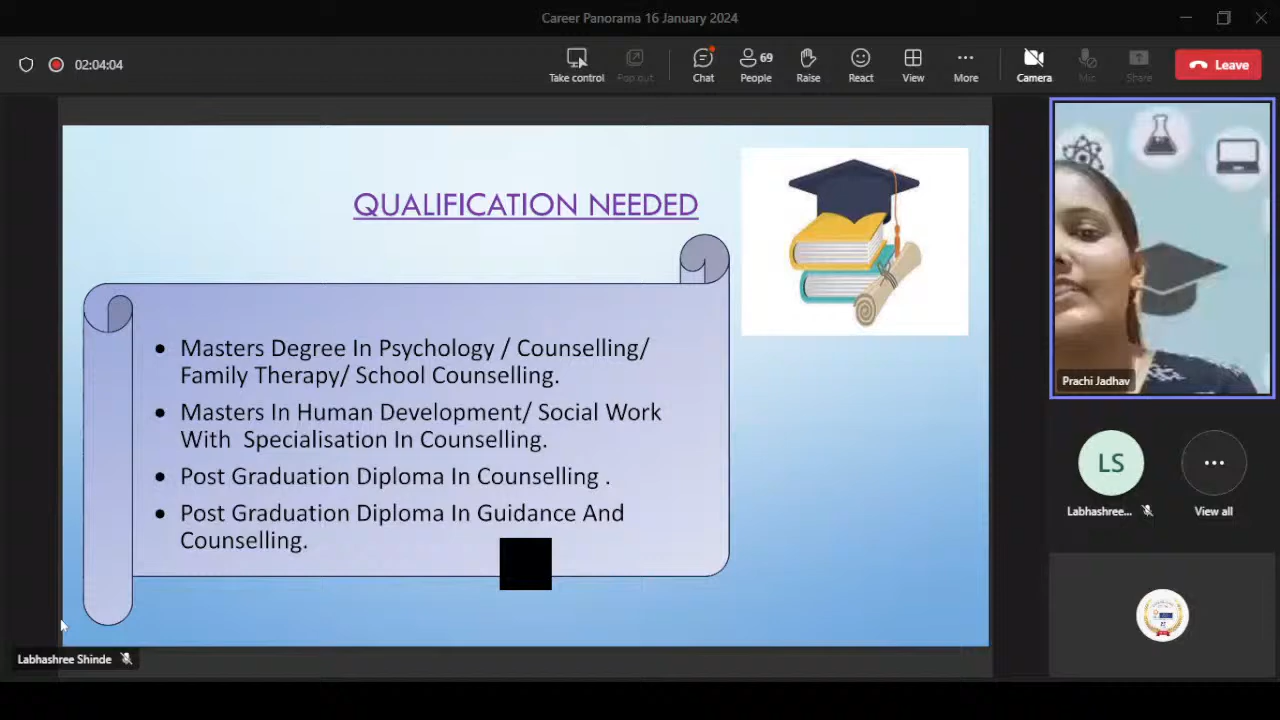 Career Panorama 16 January 2024
02:04:04
Take control
Pop out
Chat
69
People
Raise
React
View
More
Camera
Mic
Share
Leave
QUALIFICATION NEEDED
• Masters Degree In Psychology / Counselling/
Family Therapy/ School Counselling.
• Masters In Human Development/ Social Work
With Specialisation In Counselling.
• Post Graduation Diploma In Counselling .
• Post Graduation Diploma In Guidance And
Counselling.
Prachi Jadhav
LS
Labhashree...
View all
Labhashree Shinde